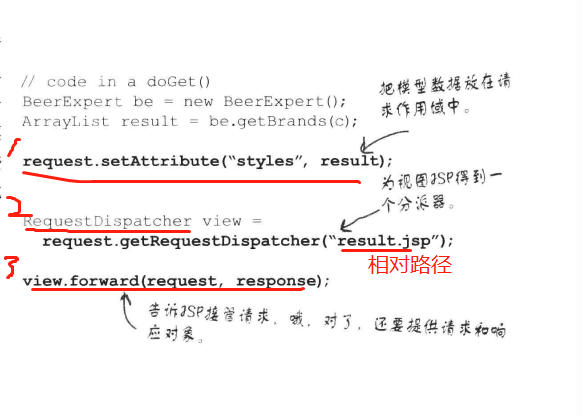 // code in a doGet()
BeerExpert be = new BeerExpert();
ArrayList result = be.getBrands(c);
把模型数据放在请
求作用域中。
1
request.setAttribute(“styles”, result);
为视图JSP得到一
个分派器。
2
RequestDispatcher view =
request.getRequestDispatcher(“result.jsp”);
相对路径
3
view.forward(request, response);
告诉JSP接管请求，哦，对了，还要提供请求和响
应对象。